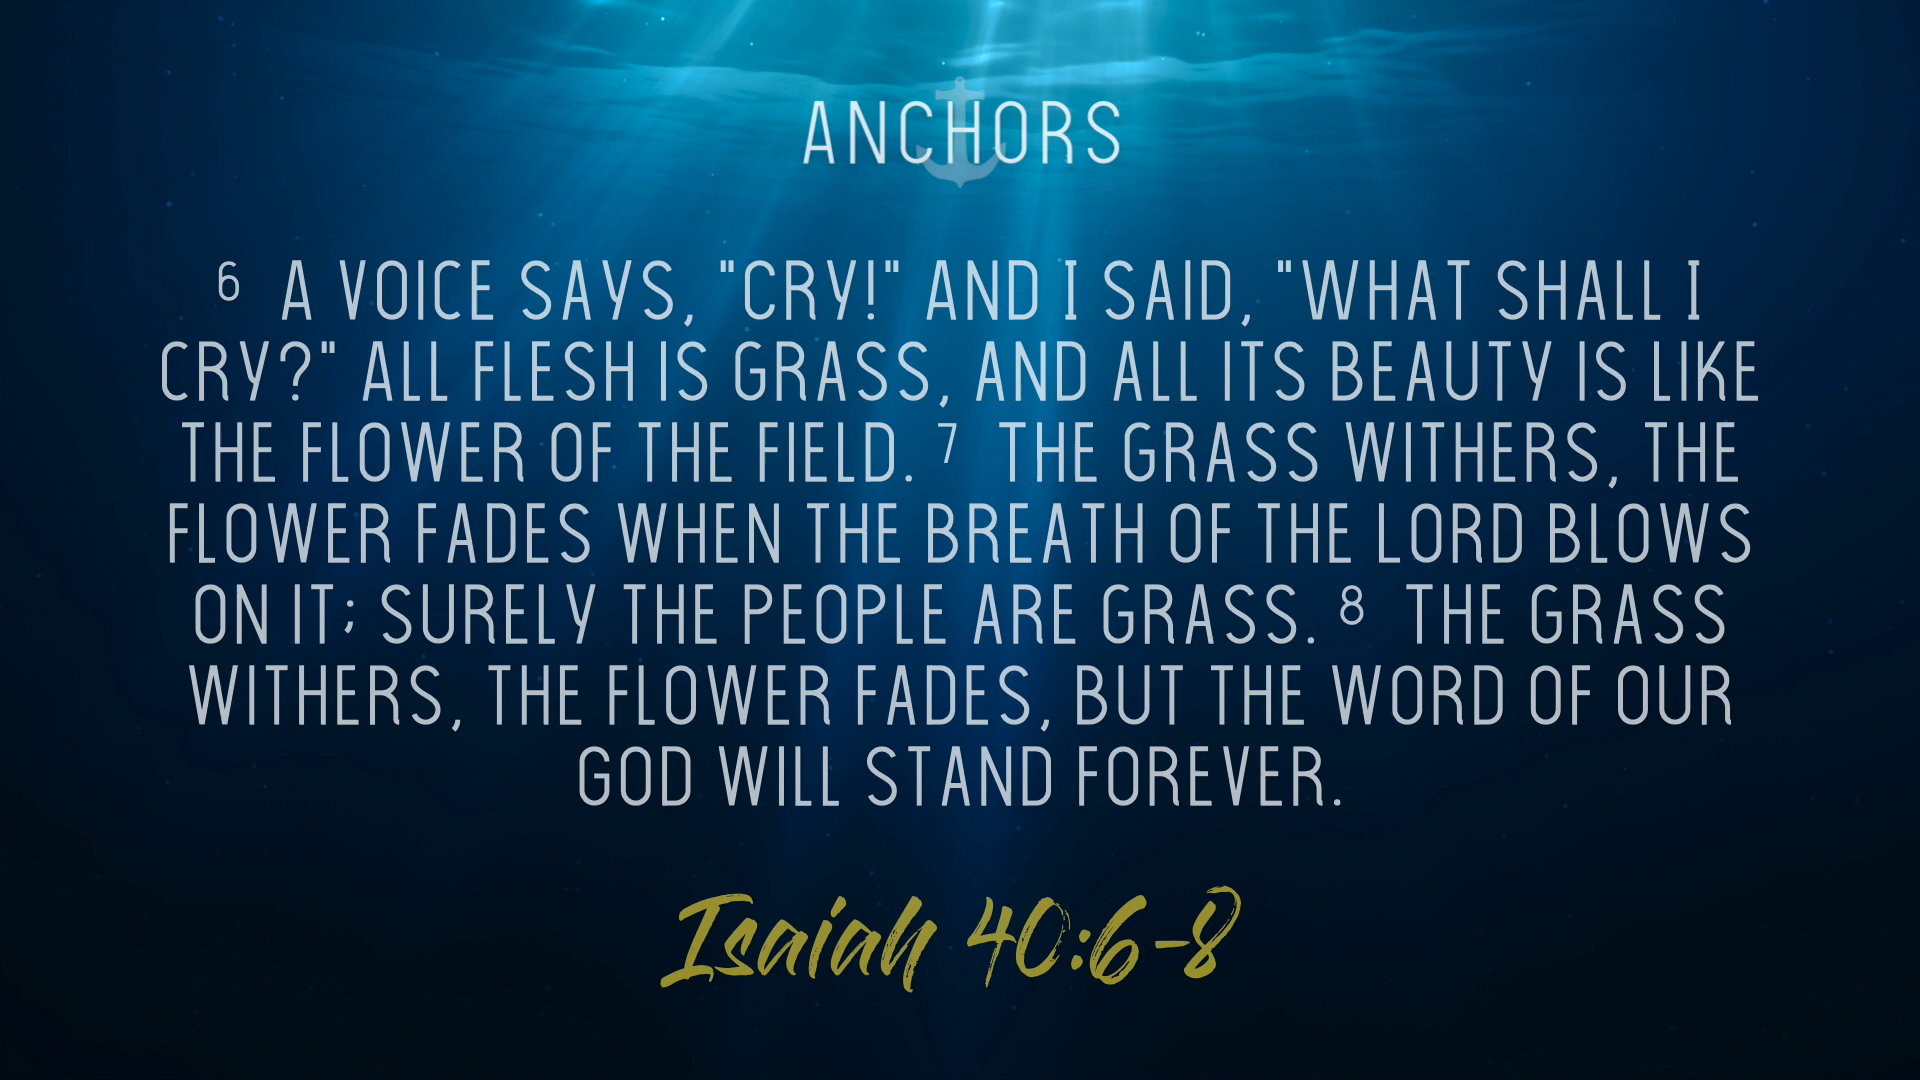 ANCHORS
6 A VOICE SAYS, "CRY!" AND I SAID, "WHAT SHALL I
CRY?" ALL FLESH IS GRASS, AND ALL ITS BEAUTY IS LIKE
THE FLOWER OF THE FIELD. 7 THE GRASS WITHERS, THE
FLOWER FADES WHEN THE BREATH OF THE LORD BLOWS
ON IT; SURELY THE PEOPLE ARE GRASS. 8 THE GRASS
WITHERS, THE FLOWER FADES, BUT THE WORD OF OUR
GOD WILL STAND FOREVER.
Isaiah 40:6-8